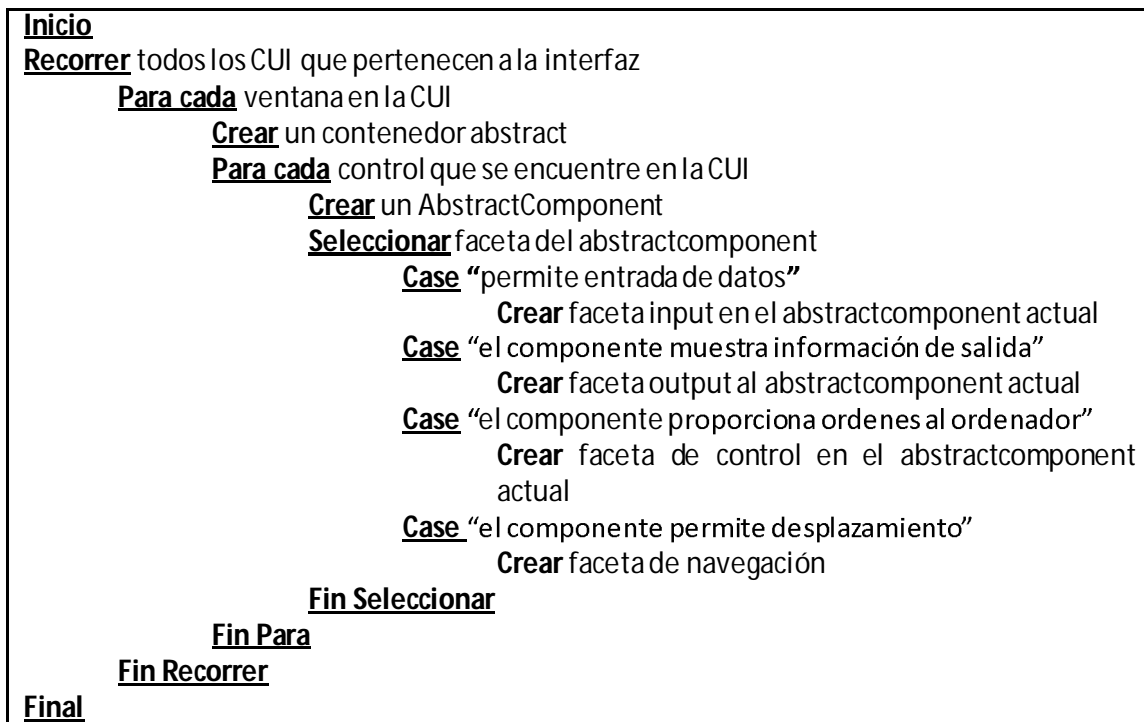 Inicio
Recorrer todos los CUI que pertenecen a la interfaz
Para cada ventana en la CUI
Crear un contenedor abstract
Para cada control que se encuentre en la CUI
Crear un AbstractComponent
Seleccionar faceta del abstractcomponent
Case “permite entrada de datos”
Crear faceta input en el abstractcomponent actual
Case “el componente muestra información de salida”
Crear faceta output al abstractcomponent actual
Case “el componente proporciona ordenes al ordenador”
Crear faceta de control en el abstractcomponent
actual
Case “el componente permite desplazamiento”
Crear faceta de navegación
Fin Seleccionar
Fin Para
Fin Recorrer
Final